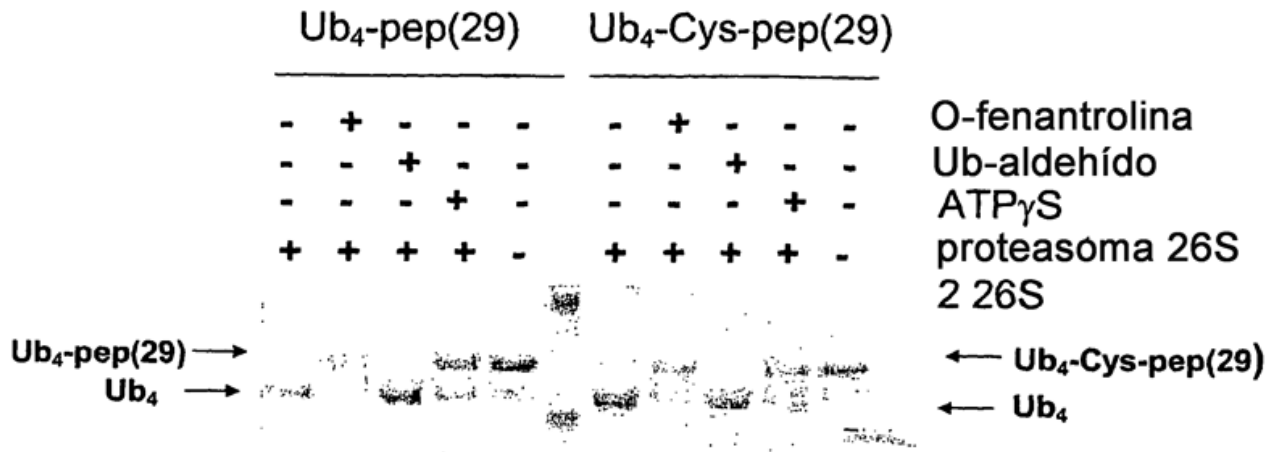 Ub₄-pep(29) Ub₄-Cys-pep(29)
- + - - - - + - - - O-fenantrolina
- - + - - - - + - - Ub-aldehído
- - - + - - - - + - ATPγS
+ + + + - + + + + - proteasoma 26S
2 26S
Ub₄-pep(29) Ub₄-Cys-pep(29)
Ub₄ Ub₄